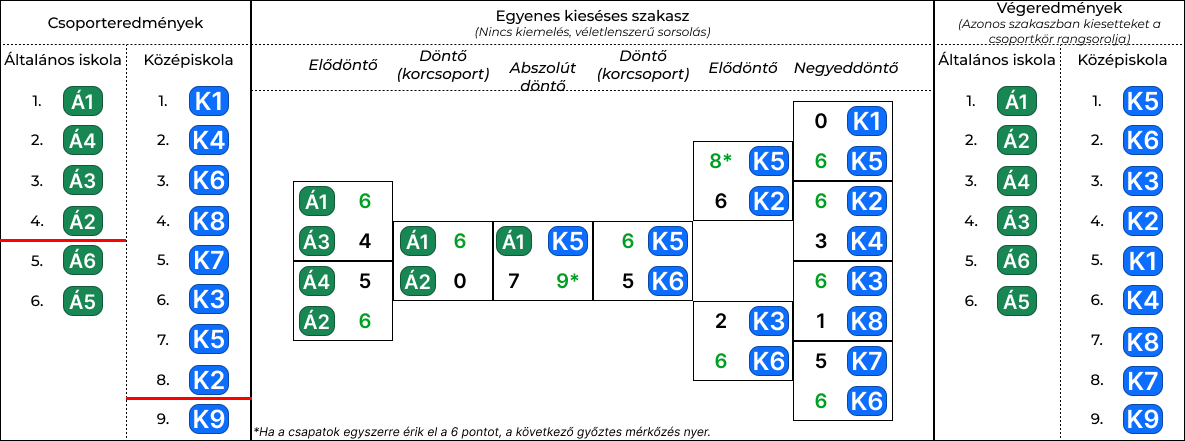 Csoporteredmények
Általános iskola
Középiskola
1. Á1
2. Á4
3. Á3
4. Á2
5. Á6
6. Á5
1. K1
2. K4
3. K6
4. K8
5. K7
6. K3
7. K5
8. K2
9. K9
Egyenes kieséses szakasz
(Nincs kiemelés, véletlenszerű sorsolás)
Elődöntő
Döntő
(korcsoport)
Abszolút
döntő
Döntő
(korcsoport)
Elődöntő
Negyeddöntő
Á1 6
Á3 4
Á4 5
Á2 6
Á1 6
Á2 0
Á1 K5
7 9*
6 K5
5 K6
8* K5
6 K2
2 K3
6 K6
0 K1
6 K5
6 K2
3 K4
6 K3
1 K8
5 K7
6 K6
*Ha a csapatok egyszerre érik el a 6 pontot, a következő győztes mérkőzés nyer.
Végeredmények
(Azonos szakaszban kiesetteket a
csoportkör rangsorolja)
Általános iskola
Középiskola
1. Á1
2. Á2
3. Á4
4. Á3
5. Á6
6. Á5
1. K5
2. K6
3. K3
4. K2
5. K1
6. K4
7. K8
8. K7
9. K9